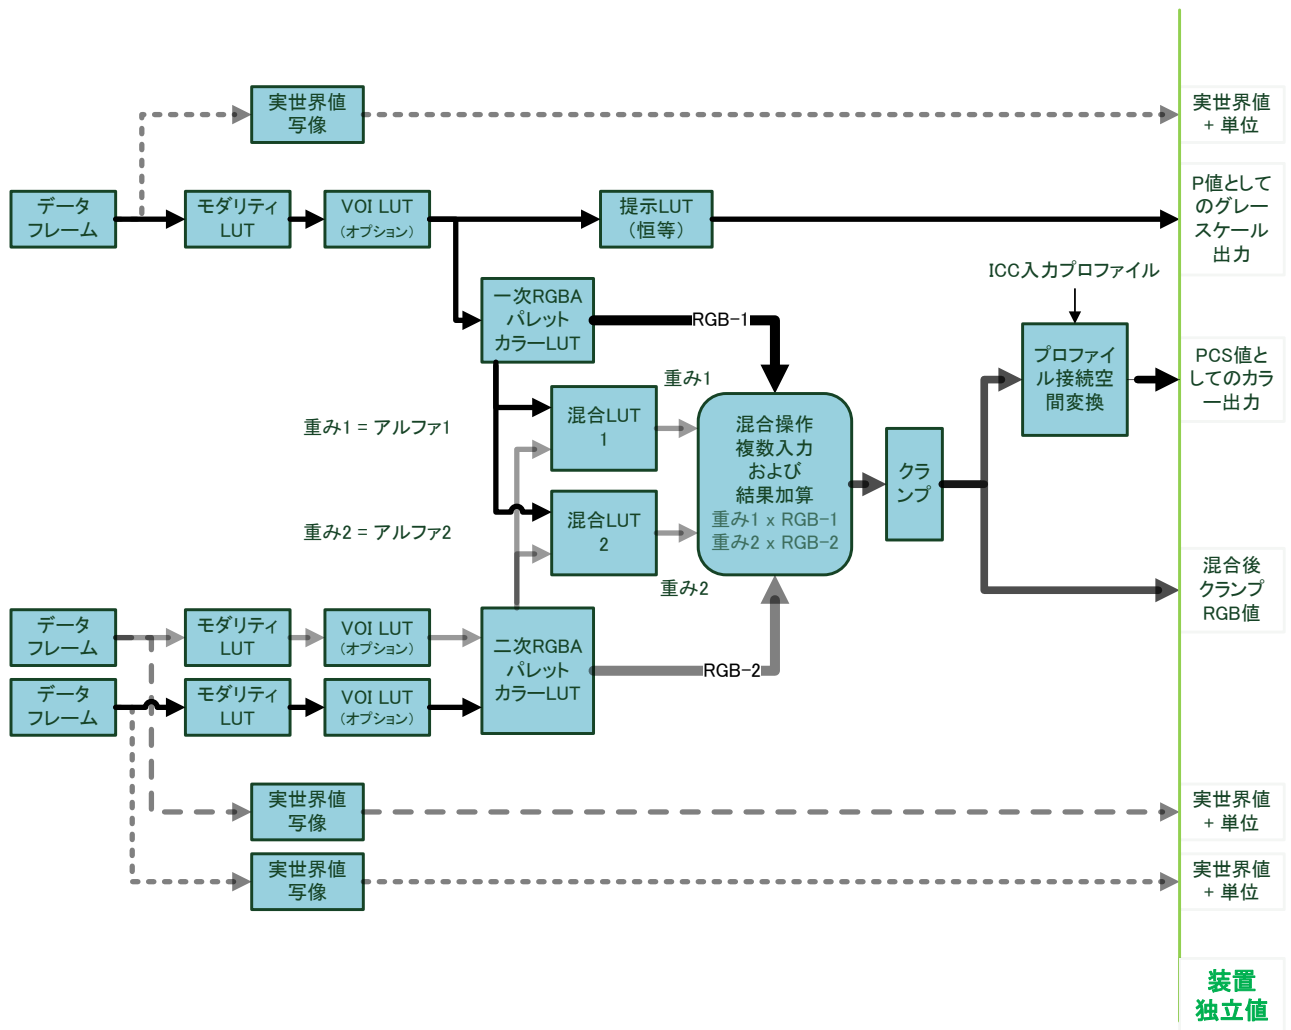 実世界値
写像
実世界値
+ 単位
データ
フレーム
モダリティ
LUT
VOI LUT
(オプション)
提示LUT
(恒等)
P値として
のグレー
スケール
出力
ICC入力プロファイル
一次RGBA
パレット
カラーLUT
RGB-1
プロファイ
ル接続空
間変換
PCS値と
してのカラ
ー出力
重み1
重み1 = アルファ1
混合LUT
1
混合操作
複数入力
および
結果加算
重み1 x RGB-1
重み2 x RGB-2
クラ
ンプ
重み2 = アルファ2
混合LUT
2
重み2
混合後
クランプ
RGB値
データ
フレーム
モダリティ
LUT
VOI LUT
(オプション)
二次RGBA
パレット
カラーLUT
RGB-2
データ
フレーム
モダリティ
LUT
VOI LUT
(オプション)
実世界値
写像
実世界値
+ 単位
実世界値
写像
実世界値
+ 単位
装置
独立値